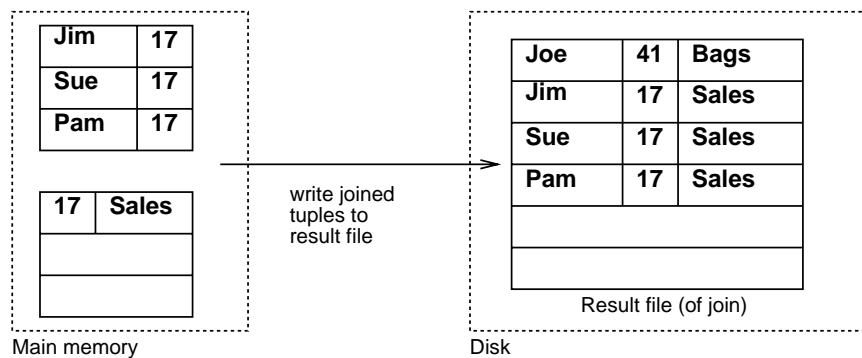 Jim 17
Sue 17
Pam 17
17 Sales
Main memory
write joined
tuples to
result file
Joe 41 Bags
Jim 17 Sales
Sue 17 Sales
Pam 17 Sales
Result file (of join)
Disk